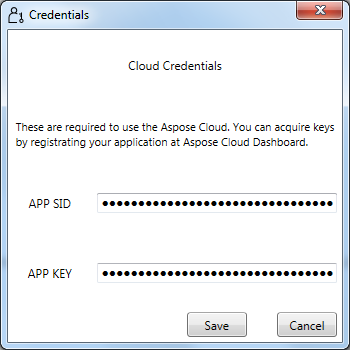 Credentials
Cloud Credentials
These are required to use the Aspose Cloud. You can acquire keys
by registrating your application at Aspose Cloud Dashboard.
APP SID ●●●●●●●●●●●●●●●●●●●●●●●●●●●●●●●●●
APP KEY ●●●●●●●●●●●●●●●●●●●●●●●●●●●●●●●●●
Save Cancel